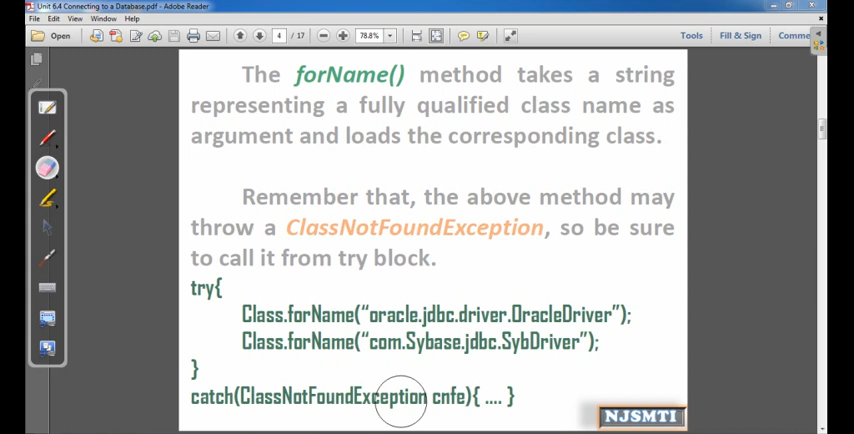 Unit 6.4 Connecting to a Database.pdf - Adobe Reader
File Edit View Window Help
Open 4 / 17 78.8% Tools Fill & Sign Comme
The forName() method takes a string
representing a fully qualified class name as
argument and loads the corresponding class.
Remember that, the above method may
throw a ClassNotFoundException, so be sure
to call it from try block.
try{
Class.forName(“oracle.jdbc.driver.OracleDriver”);
Class.forName(“com.Sybase.jdbc.SybDriver”);
}
catch(ClassNotFoundException cnfe){ .... }
NJSMTI